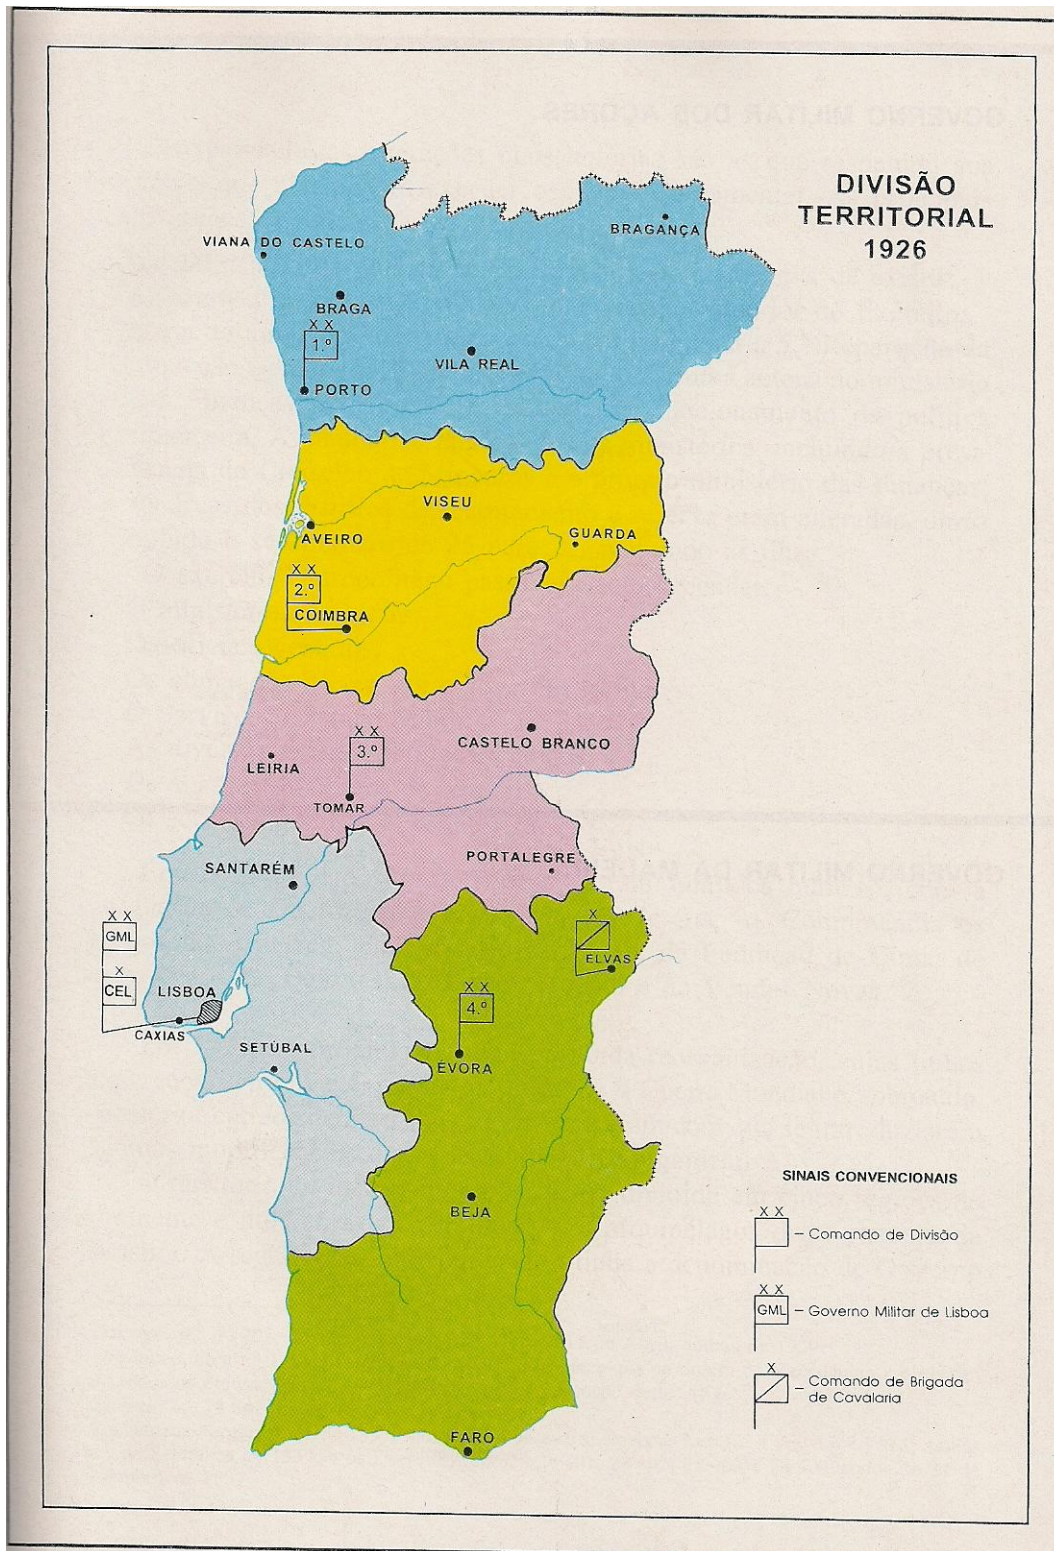 DIVISÃO
TERRITORIAL
1926
BRAGANÇA
VIANA DO CASTELO
BRAGA
X X
1.º
VILA REAL
PORTO
VISEU
AVEIRO
GUARDA
X X
2.º
COIMBRA
X X
3.º
CASTELO BRANCO
LEIRIA
TOMAR
PORTALEGRE
SANTARÉM
X X
GML
X
CEL
LISBOA
CAXIAS
SETÚBAL
X
ELVAS
X X
4.º
ÉVORA
BEJA
FARO
SINAIS CONVENCIONAIS
X X
– Comando de Divisão
X X
GML – Governo Militar de Lisboa
X
– Comando de Brigada
de Cavalaria